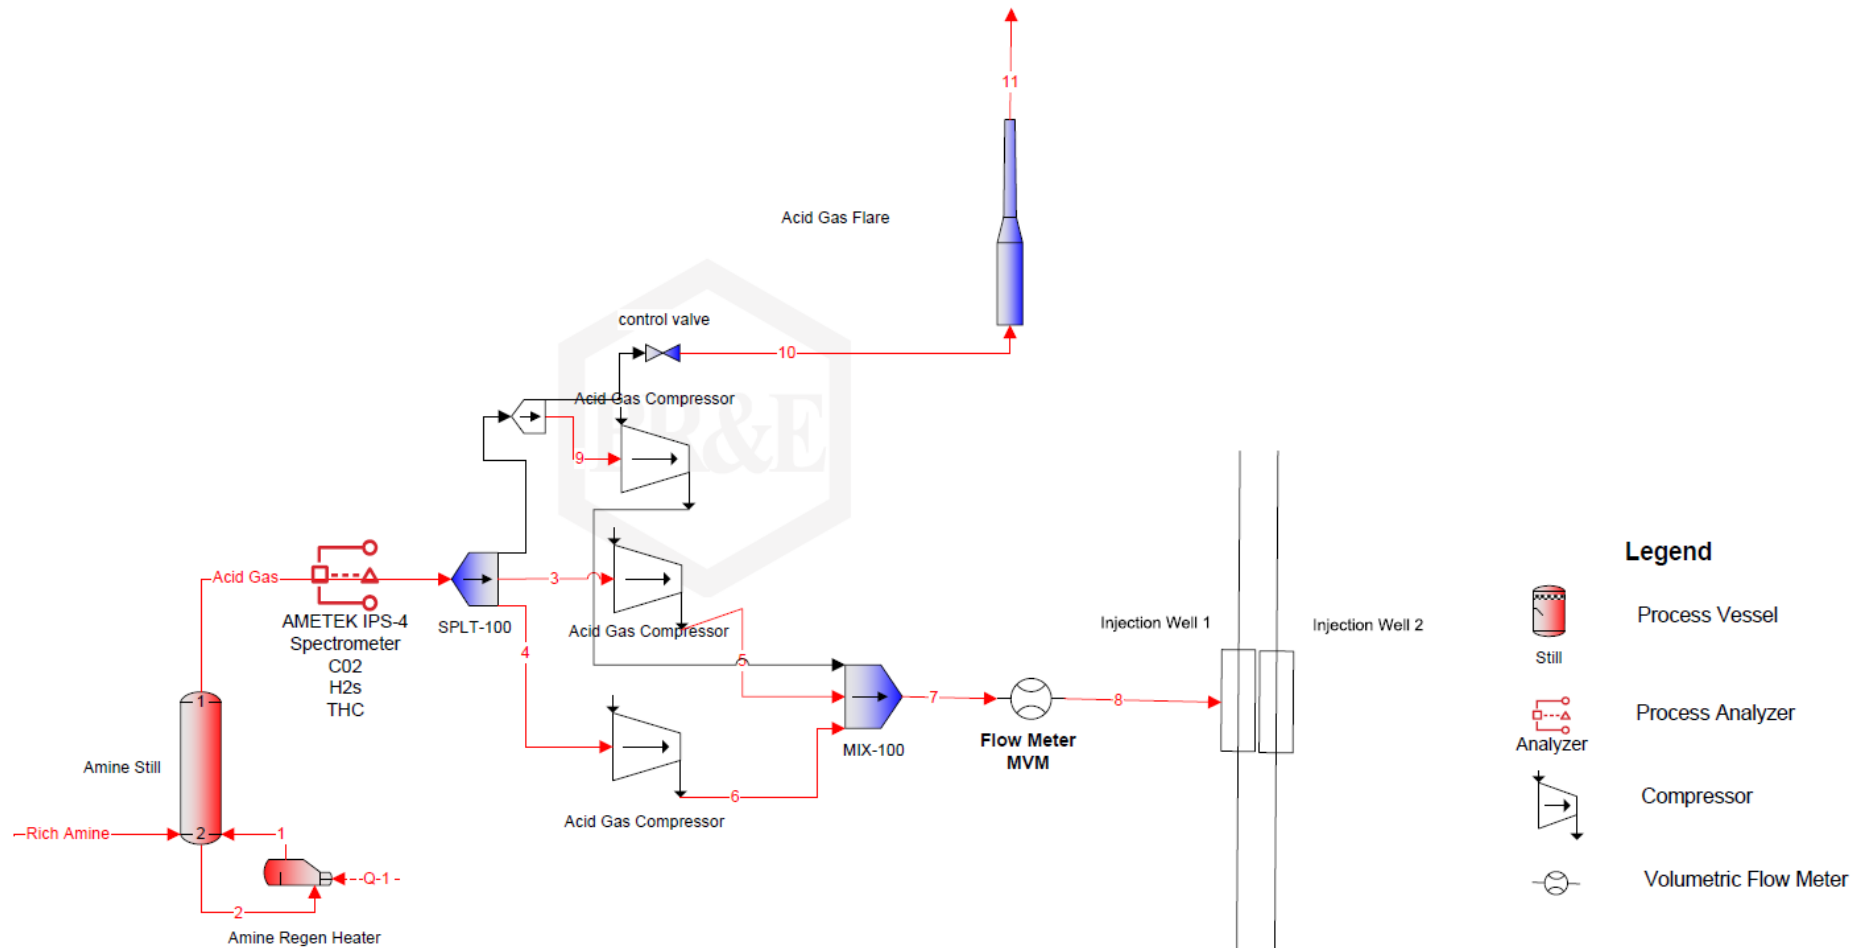 11
Acid Gas Flare
control valve
10
Acid Gas Compressor
PR&E
9
Acid Gas
3
AMETEK IPS-4
Spectrometer
C02
H2s
THC
SPLT-100
4
Acid Gas Compressor
5
1
Amine Still
Rich Amine
2
1
Q-1
2
Amine Regen Heater
6
Acid Gas Compressor
MIX-100
7
Flow Meter
MVM
8
Injection Well 1
Injection Well 2
Legend
Process Vessel
Still
Process Analyzer
Analyzer
Compressor
Volumetric Flow Meter